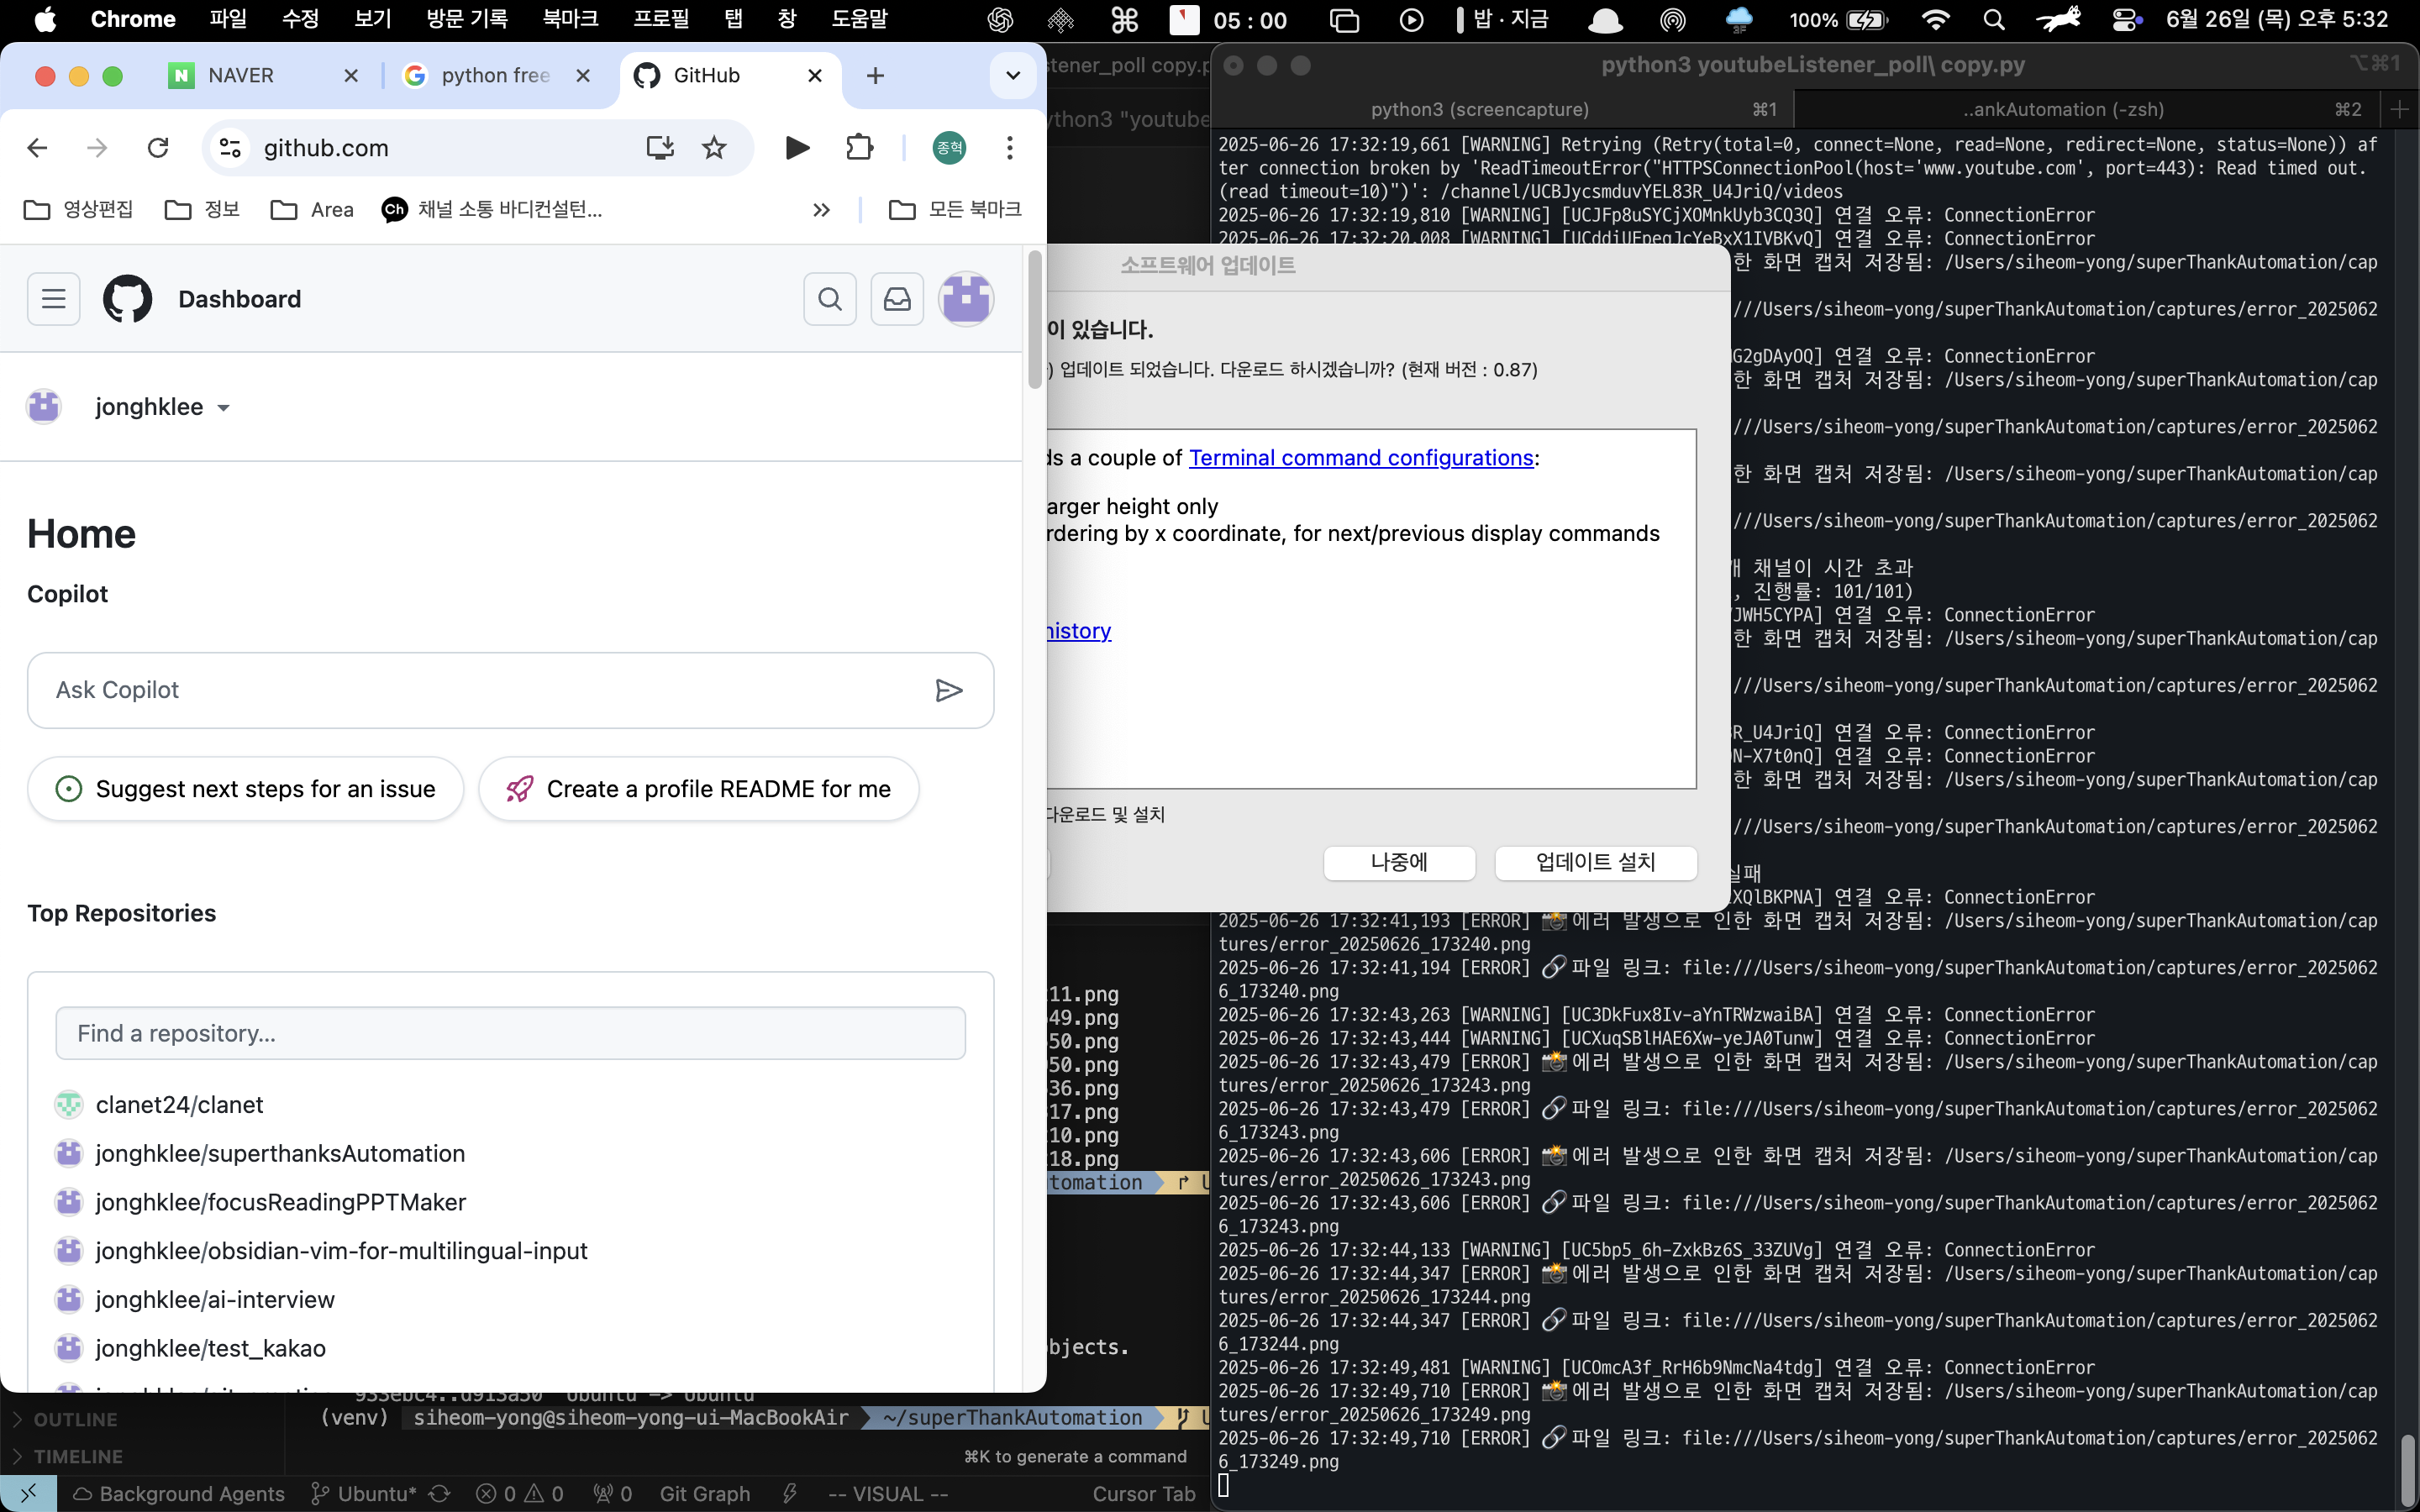 Chrome 파일 수정 보기 방문 기록 북마크 프로필 탭 창 도움말
05 : 00
밥 · 지금
100%
6월 26일 (목) 오후 5:32
NAVER
python free
GitHub
github.com
종혁
영상편집
정보
Area
채널 소통 바디컨설턴...
모든 북마크
Dashboard
jonghklee
Home
Copilot
Ask Copilot
Suggest next steps for an issue
Create a profile README for me
Top Repositories
Find a repository...
clanet24/clanet
jonghklee/superthanksAutomation
jonghklee/focusReadingPPTMaker
jonghklee/obsidian-vim-for-multilingual-input
jonghklee/ai-interview
jonghklee/test_kakao
stener_poll copy.p
ython3 "youtube
소프트웨어 업데이트
이 있습니다.
) 업데이트 되었습니다. 다운로드 하시겠습니까? (현재 버전 : 0.87)
ds a couple of Terminal command configurations:
arger height only
rdering by x coordinate, for next/previous display commands
history
다운로드 및 설치
나중에
업데이트 설치
11.png
49.png
50.png
50.png
36.png
17.png
10.png
18.png
tomation
bjects.
Ubuntu -> Ubuntu
(venv) siheom-yong@siheom-yong-ui-MacBookAir ~/superThankAutomation
⌘K to generate a command
OUTLINE
TIMELINE
Background Agents
Ubuntu*
0 0
0
Git Graph
-- VISUAL --
Cursor Tab
python3 youtubeListener_poll\ copy.py
⌥⌘1
python3 (screencapture) ⌘1
..ankAutomation (-zsh) ⌘2
2025-06-26 17:32:19,661 [WARNING] Retrying (Retry(total=0, connect=None, read=None, redirect=None, status=None)) af
ter connection broken by 'ReadTimeoutError("HTTPSConnectionPool(host='www.youtube.com', port=443): Read timed out.
(read timeout=10)")': /channel/UCBJycsmduvYEL83R_U4JriQ/videos
2025-06-26 17:32:19,810 [WARNING] [UCJFp8uSYCjXOMnkUyb3CQ3Q] 연결 오류: ConnectionError
2025-06-26 17:32:20,008 [WARNING] [UCddiUEpeqJcYeBxX1IVBKvQ] 연결 오류: ConnectionError
한 화면 캡처 저장됨: /Users/siheom-yong/superThankAutomation/cap
///Users/siheom-yong/superThankAutomation/captures/error_2025062
G2gDAyOQ] 연결 오류: ConnectionError
한 화면 캡처 저장됨: /Users/siheom-yong/superThankAutomation/cap
///Users/siheom-yong/superThankAutomation/captures/error_2025062
한 화면 캡처 저장됨: /Users/siheom-yong/superThankAutomation/cap
///Users/siheom-yong/superThankAutomation/captures/error_2025062
개 채널이 시간 초과
, 진행률: 101/101)
JWH5CYPA] 연결 오류: ConnectionError
한 화면 캡처 저장됨: /Users/siheom-yong/superThankAutomation/cap
///Users/siheom-yong/superThankAutomation/captures/error_2025062
R_U4JriQ] 연결 오류: ConnectionError
N-X7t0nQ] 연결 오류: ConnectionError
한 화면 캡처 저장됨: /Users/siheom-yong/superThankAutomation/cap
///Users/siheom-yong/superThankAutomation/captures/error_2025062
실패
XQlBKPNA] 연결 오류: ConnectionError
2025-06-26 17:32:41,193 [ERROR] 📸에러 발생으로 인한 화면 캡처 저장됨: /Users/siheom-yong/superThankAutomation/cap
tures/error_20250626_173240.png
2025-06-26 17:32:41,194 [ERROR] 🔗파일 링크: file:///Users/siheom-yong/superThankAutomation/captures/error_2025062
6_173240.png
2025-06-26 17:32:43,263 [WARNING] [UC3DkFux8Iv-aYnTRWzwaiBA] 연결 오류: ConnectionError
2025-06-26 17:32:43,444 [WARNING] [UCXuqSBlHAE6Xw-yeJA0Tunw] 연결 오류: ConnectionError
2025-06-26 17:32:43,479 [ERROR] 📸에러 발생으로 인한 화면 캡처 저장됨: /Users/siheom-yong/superThankAutomation/cap
tures/error_20250626_173243.png
2025-06-26 17:32:43,479 [ERROR] 🔗파일 링크: file:///Users/siheom-yong/superThankAutomation/captures/error_2025062
6_173243.png
2025-06-26 17:32:43,606 [ERROR] 📸에러 발생으로 인한 화면 캡처 저장됨: /Users/siheom-yong/superThankAutomation/cap
tures/error_20250626_173243.png
2025-06-26 17:32:43,606 [ERROR] 🔗파일 링크: file:///Users/siheom-yong/superThankAutomation/captures/error_2025062
6_173243.png
2025-06-26 17:32:44,133 [WARNING] [UC5bp5_6h-ZxkBz6S_33ZUVg] 연결 오류: ConnectionError
2025-06-26 17:32:44,347 [ERROR] 📸에러 발생으로 인한 화면 캡처 저장됨: /Users/siheom-yong/superThankAutomation/cap
tures/error_20250626_173244.png
2025-06-26 17:32:44,347 [ERROR] 🔗파일 링크: file:///Users/siheom-yong/superThankAutomation/captures/error_2025062
6_173244.png
2025-06-26 17:32:49,481 [WARNING] [UCOmcA3f_RrH6b9NmcNa4tdg] 연결 오류: ConnectionError
2025-06-26 17:32:49,710 [ERROR] 📸에러 발생으로 인한 화면 캡처 저장됨: /Users/siheom-yong/superThankAutomation/cap
tures/error_20250626_173249.png
2025-06-26 17:32:49,710 [ERROR] 🔗파일 링크: file:///Users/siheom-yong/superThankAutomation/captures/error_2025062
6_173249.png